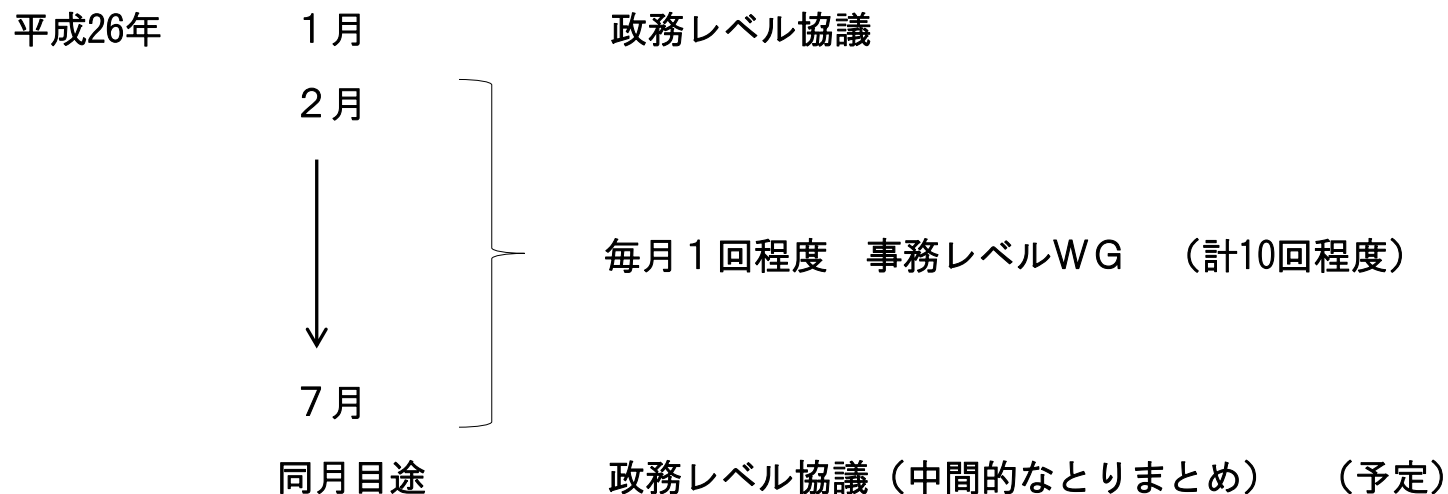 平成26年 １月 政務レベル協議
２月
毎月１回程度 事務レベルＷＧ （計10回程度）
７月
同月目途 政務レベル協議（中間的なとりまとめ） （予定）